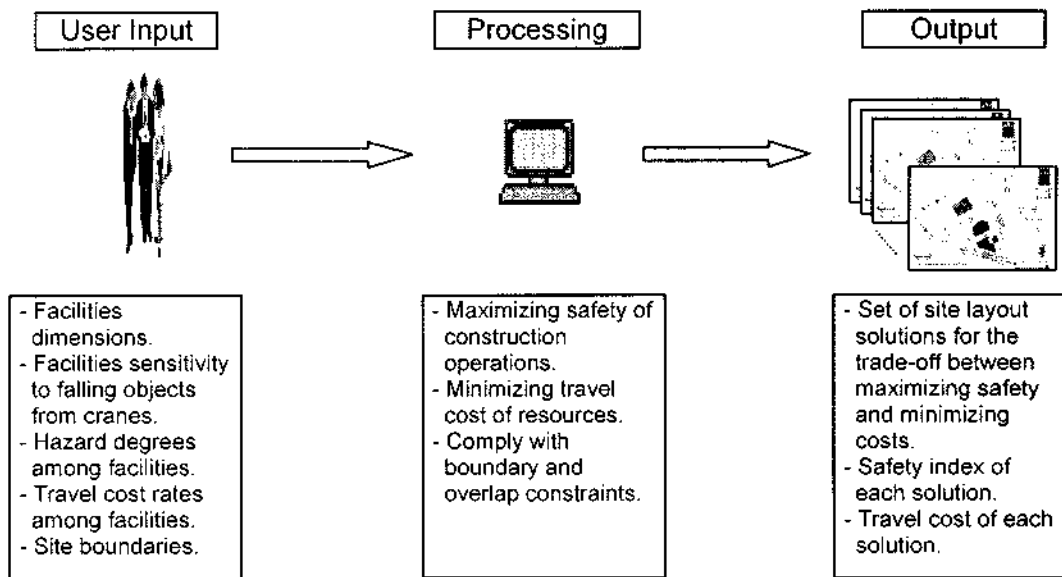 User Input
Processing
Output
- Facilities
dimensions.
- Facilities sensitivity
to falling objects
from cranes.
- Hazard degrees
among facilities.
- Travel cost rates
among facilities.
- Site boundaries.
- Maximizing safety of
construction
operations.
- Minimizing travel
cost of resources.
- Comply with
boundary and
overlap constraints.
- Set of site layout
solutions for the
trade-off between
maximizing safety
and minimizing
costs.
- Safety index of
each solution.
- Travel cost of each
solution.